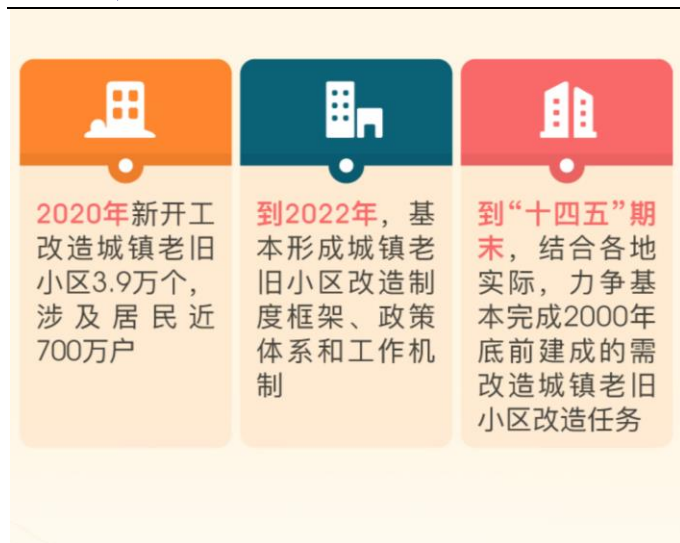 2020年新开工
改造城镇老旧
小区3.9万个，
涉及居民近
700万户
到2022年，基
本形成城镇老
旧小区改造制
度框架、政策
体系和工作机
制
到“十四五”期
末，结合各地
实际，力争基
本完成2000年
底前建成的需
改造城镇老旧
小区改造任务